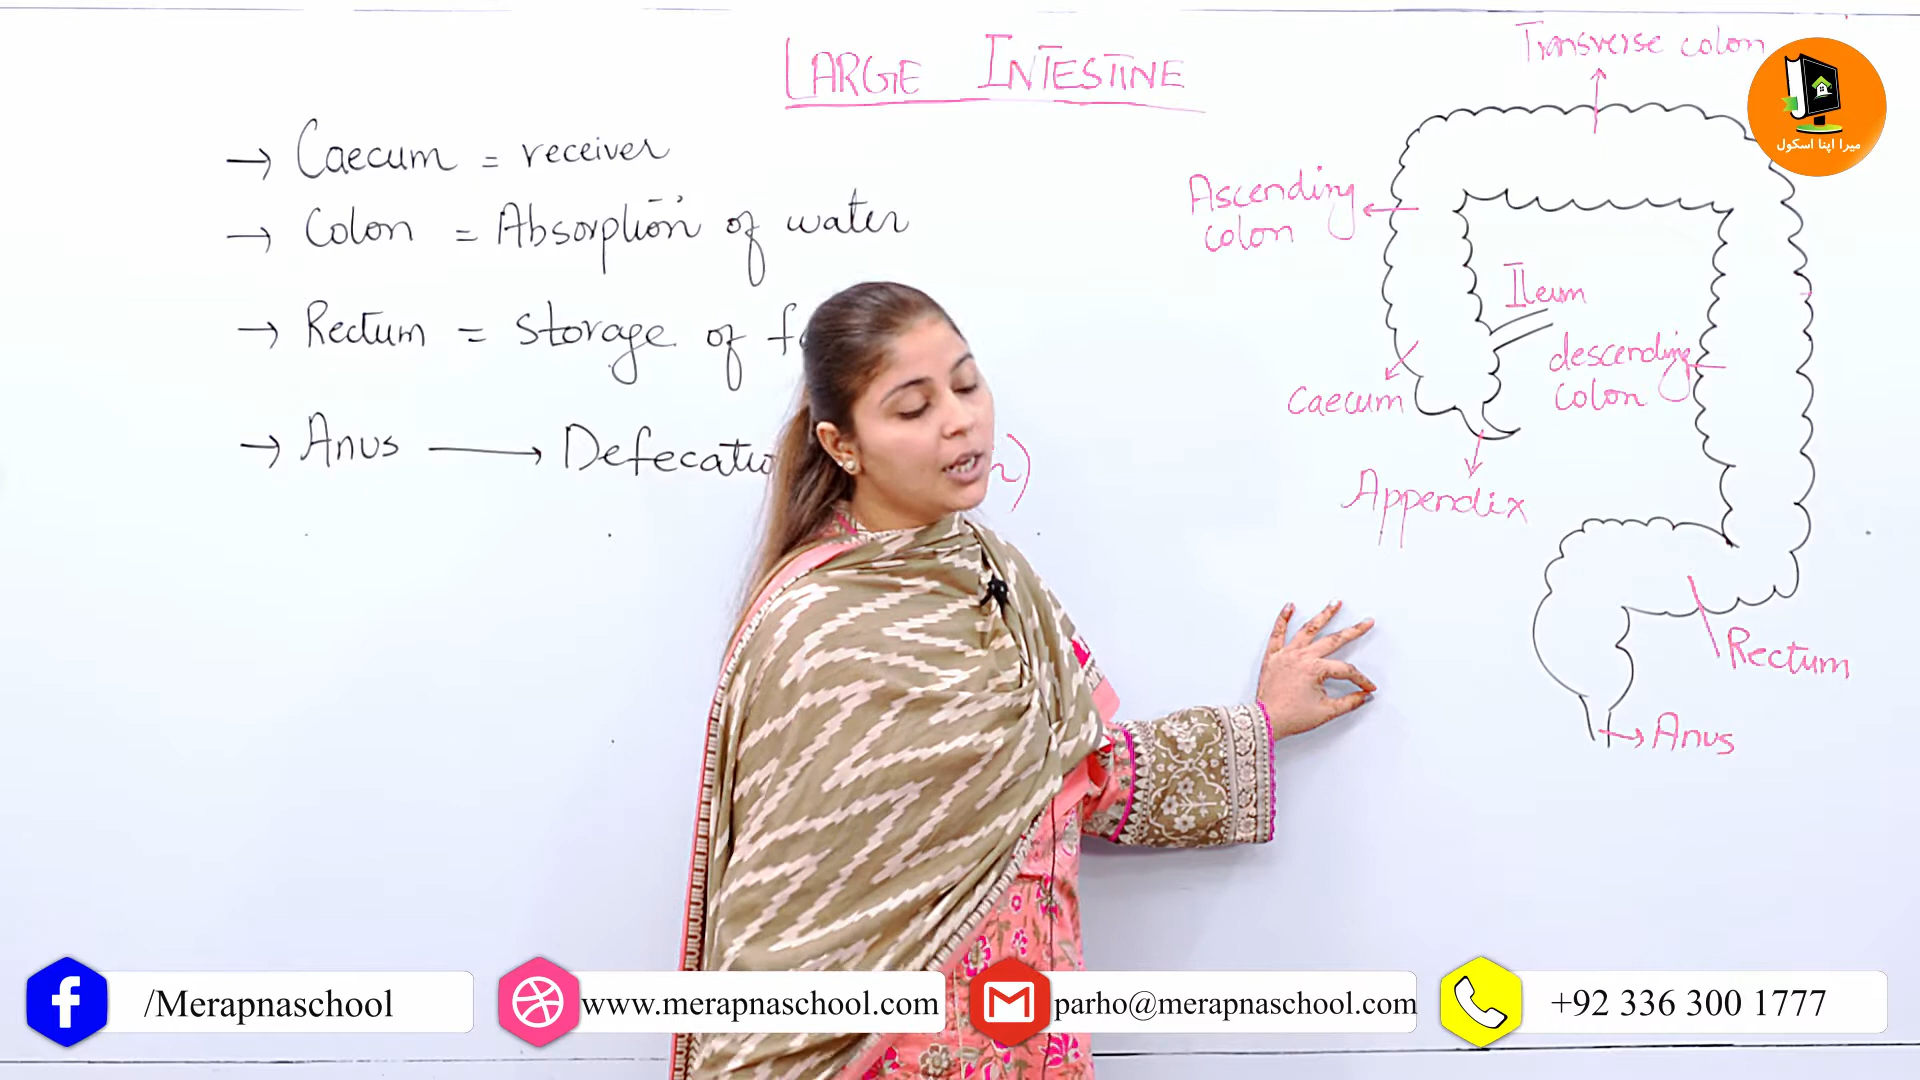 LARGE INTESTINE
→ Caecum = receiver
→ Colon = Absorption of water
→ Rectum = storage of
→ Anus → Defecatio
Transverse colon
Ascending
colon
Ileum
descending
colon
Caecum
Appendix
Rectum
Anus
میرا اپنا اسکول
/Merapnaschool
www.merapnaschool.com
parho@merapnaschool.com
+92 336 300 1777